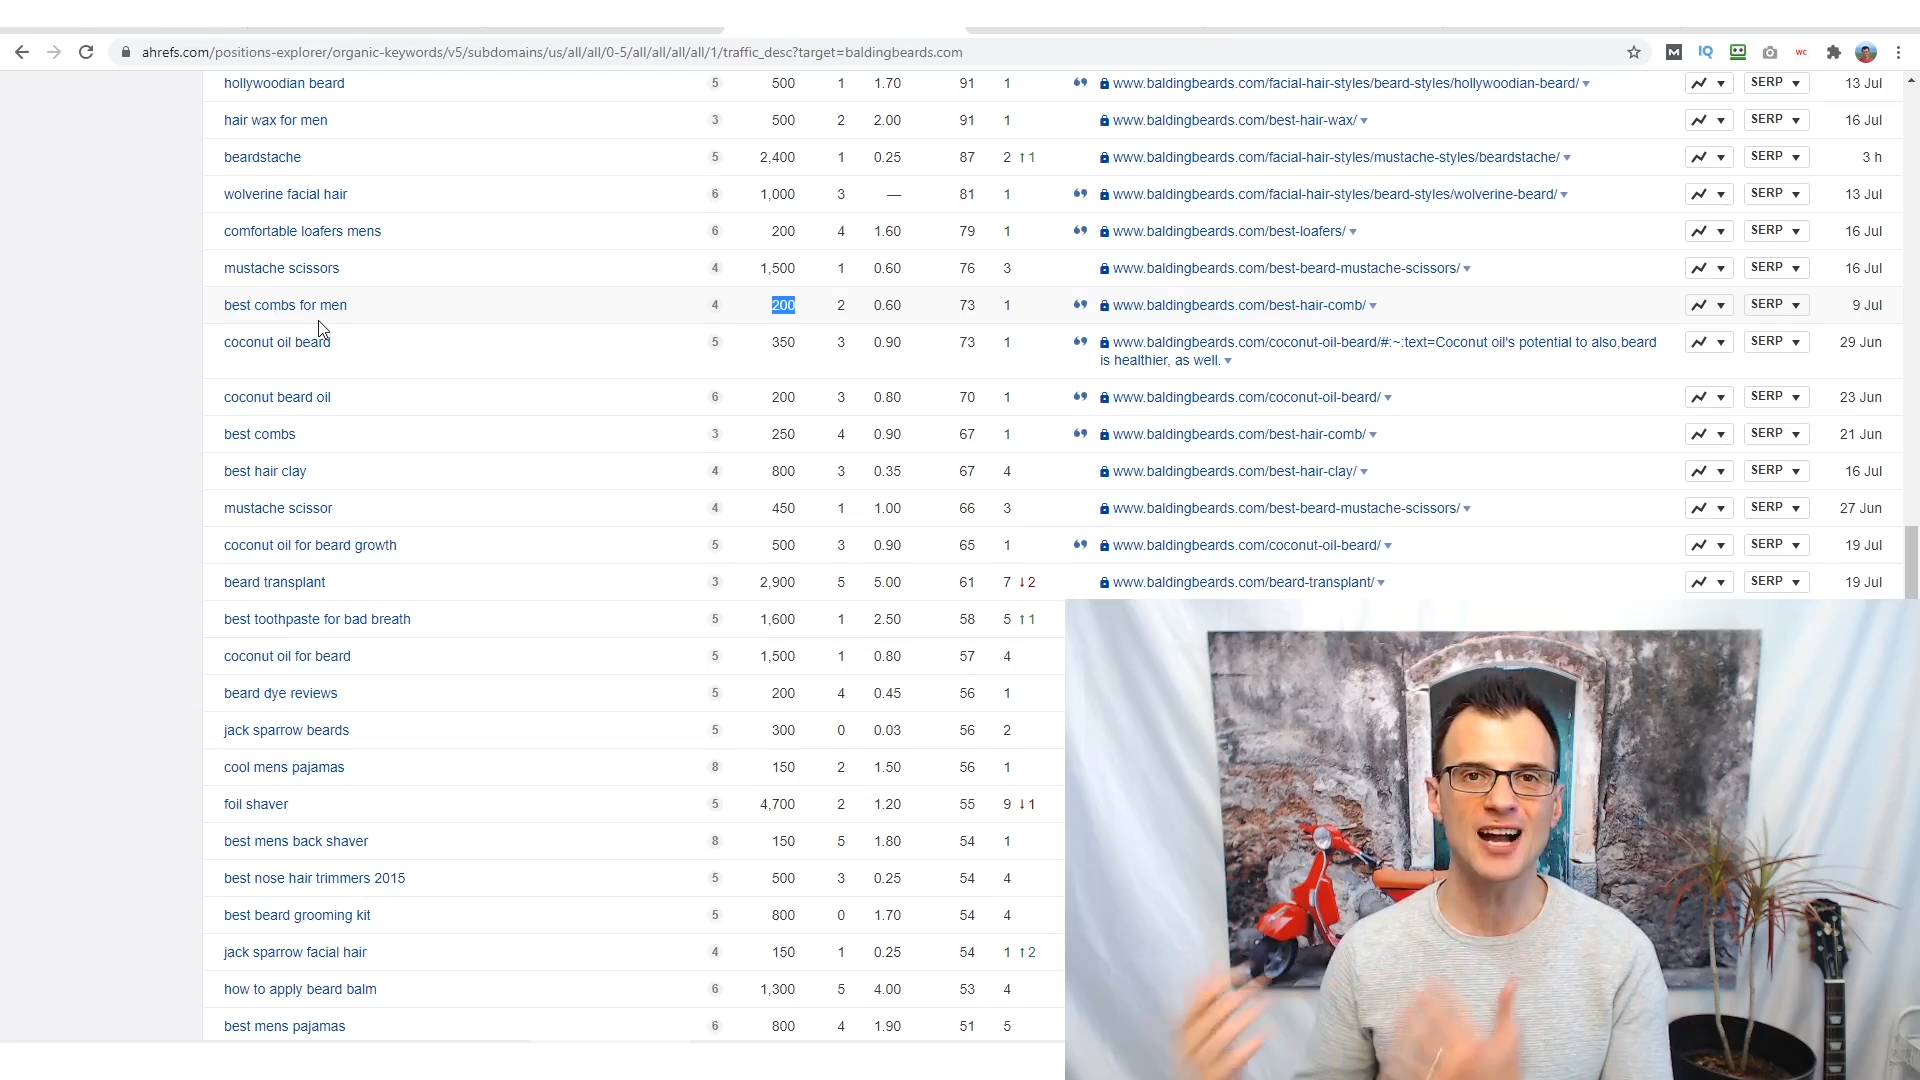 ahrefs.com/positions-explorer/organic-keywords/v5/subdomains/us/all/all/0-5/all/all/all/all/1/traffic_desc?target=baldingbeards.com M IQ WC
hollywoodian beard 5 500 1 1.70 91 1 www.baldingbeards.com/facial-hair-styles/beard-styles/hollywoodian-beard/ SERP 13 Jul
hair wax for men 3 500 2 2.00 91 1 www.baldingbeards.com/best-hair-wax/ SERP 16 Jul
beardstache 5 2,400 1 0.25 87 2 ↑1 www.baldingbeards.com/facial-hair-styles/mustache-styles/beardstache/ SERP 3 h
wolverine facial hair 6 1,000 3 — 81 1 www.baldingbeards.com/facial-hair-styles/beard-styles/wolverine-beard/ SERP 13 Jul
comfortable loafers mens 6 200 4 1.60 79 1 www.baldingbeards.com/best-loafers/ SERP 16 Jul
mustache scissors 4 1,500 1 0.60 76 3 www.baldingbeards.com/best-beard-mustache-scissors/ SERP 16 Jul
best combs for men 4 200 2 0.60 73 1 www.baldingbeards.com/best-hair-comb/ SERP 9 Jul
coconut oil beard 5 350 3 0.90 73 1 www.baldingbeards.com/coconut-oil-beard/#:~:text=Coconut oil's potential to also,beard SERP 29 Jun
is healthier, as well.
coconut beard oil 6 200 3 0.80 70 1 www.baldingbeards.com/coconut-oil-beard/ SERP 23 Jun
best combs 3 250 4 0.90 67 1 www.baldingbeards.com/best-hair-comb/ SERP 21 Jun
best hair clay 4 800 3 0.35 67 4 www.baldingbeards.com/best-hair-clay/ SERP 16 Jul
mustache scissor 4 450 1 1.00 66 3 www.baldingbeards.com/best-beard-mustache-scissors/ SERP 27 Jun
coconut oil for beard growth 5 500 3 0.90 65 1 www.baldingbeards.com/coconut-oil-beard/ SERP 19 Jul
beard transplant 3 2,900 5 5.00 61 7 ↓2 www.baldingbeards.com/beard-transplant/ SERP 19 Jul
best toothpaste for bad breath 5 1,600 1 2.50 58 5 ↑1
coconut oil for beard 5 1,500 1 0.80 57 4
beard dye reviews 5 200 4 0.45 56 1
jack sparrow beards 5 300 0 0.03 56 2
cool mens pajamas 8 150 2 1.50 56 1
foil shaver 5 4,700 2 1.20 55 9 ↓1
best mens back shaver 8 150 5 1.80 54 1
best nose hair trimmers 2015 5 500 3 0.25 54 4
best beard grooming kit 5 800 0 1.70 54 4
jack sparrow facial hair 4 150 1 0.25 54 1 ↑2
how to apply beard balm 6 1,300 5 4.00 53 4
best mens pajamas 6 800 4 1.90 51 5